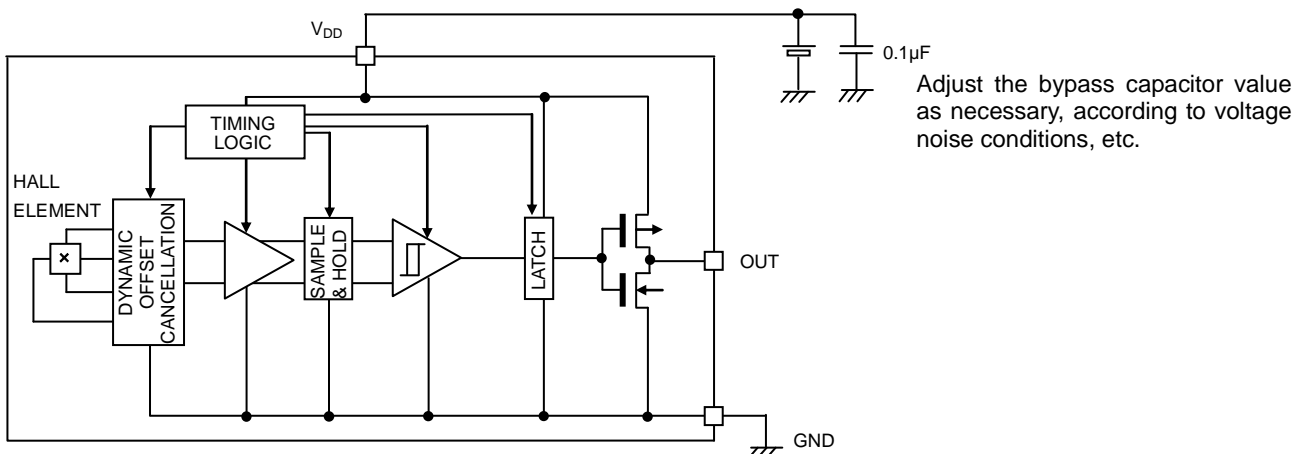 VDD
0.1µF
Adjust the bypass capacitor value
as necessary, according to voltage
noise conditions, etc.
TIMING
LOGIC
HALL
ELEMENT
DYNAMIC
OFFSET
CANCELLATION
SAMPLE
& HOLD
LATCH
OUT
GND